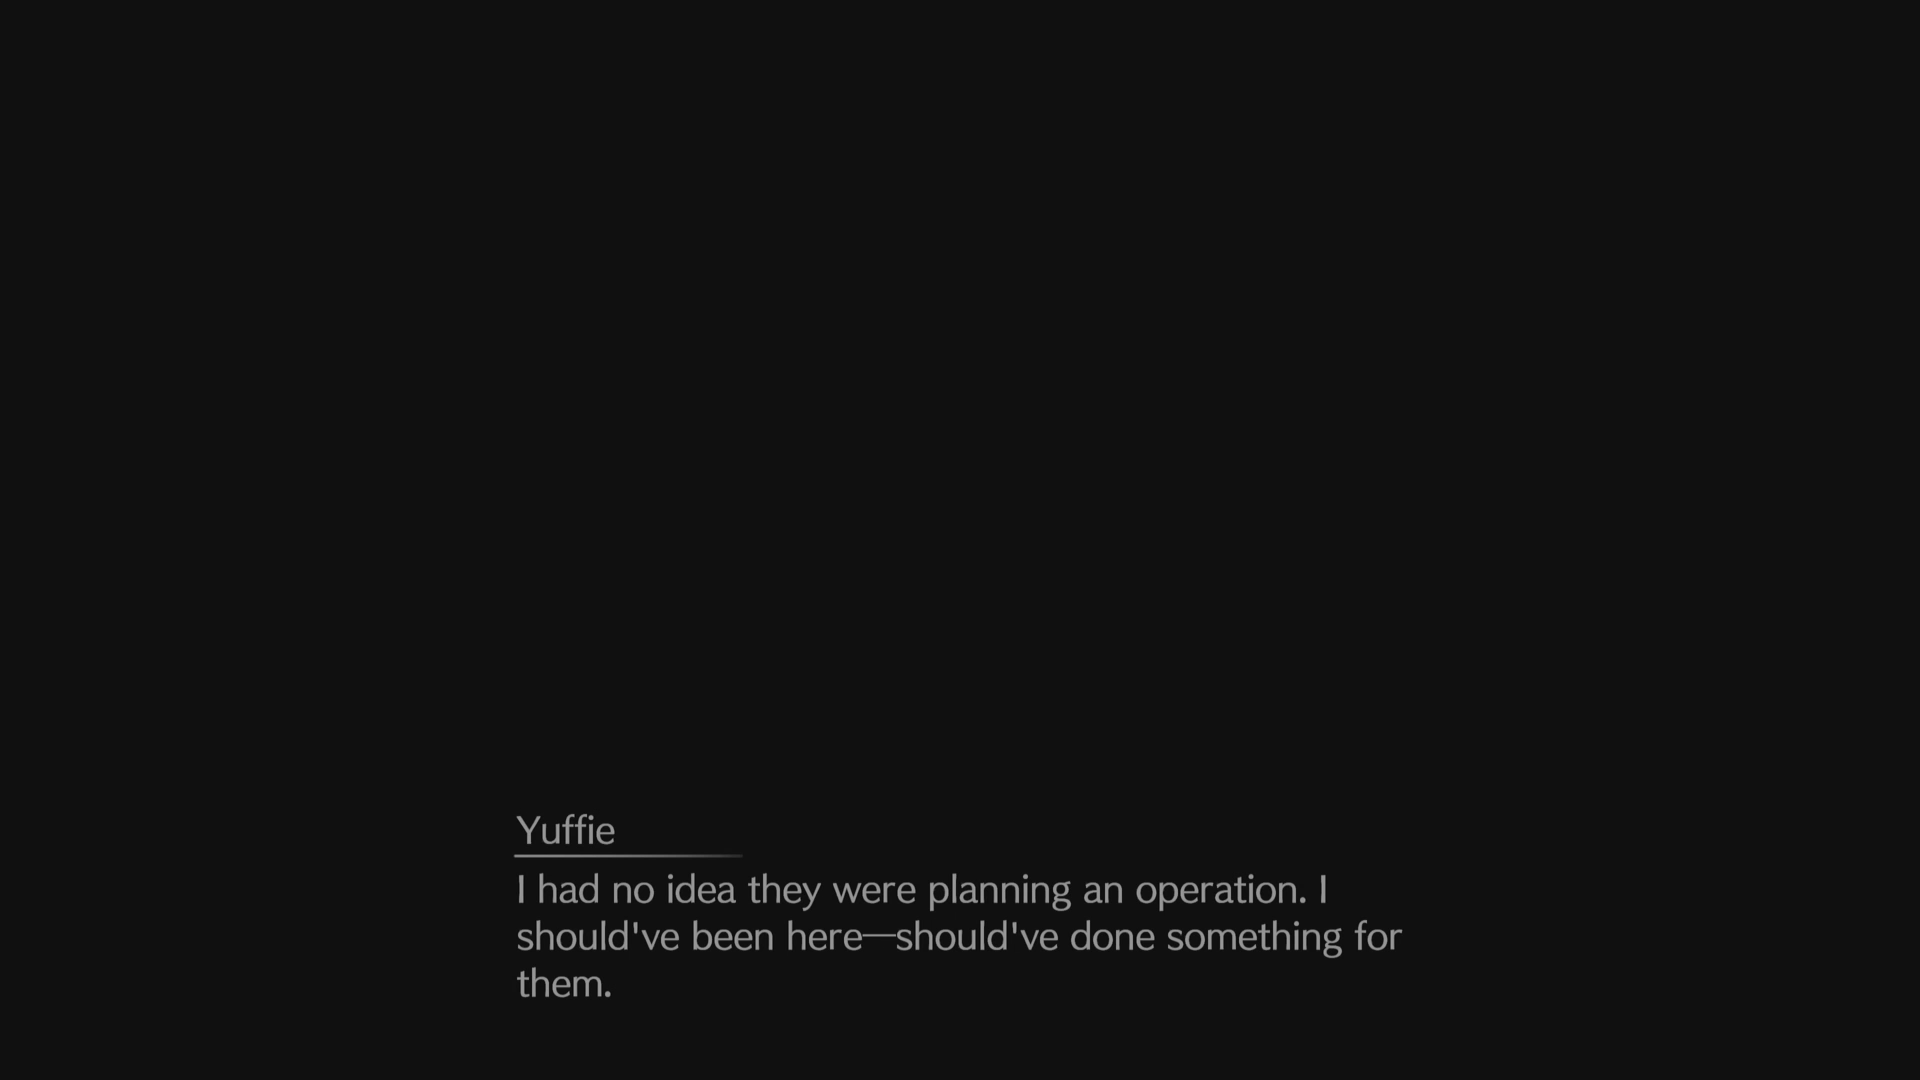 Yuffie
I had no idea they were planning an operation. I
should've been here—should've done something for
them.